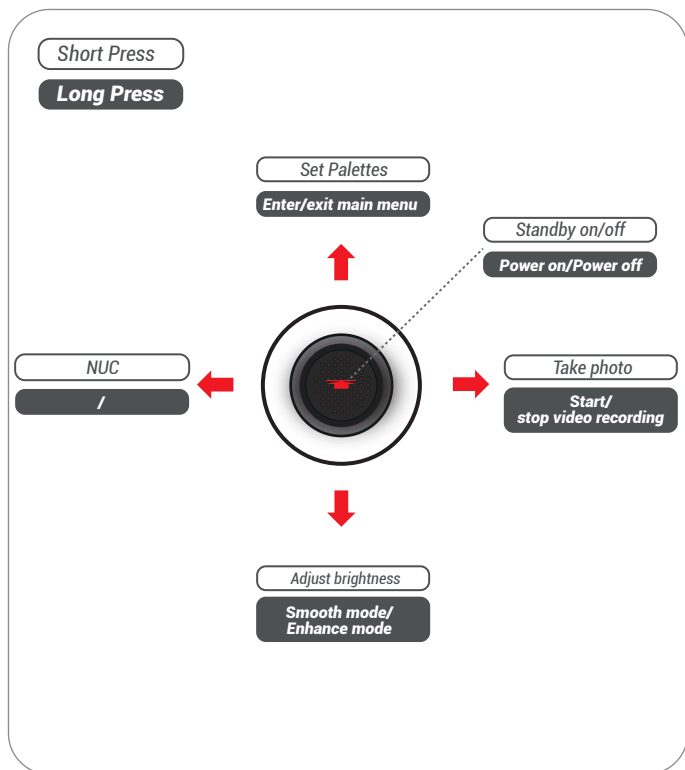 Short Press
Long Press
Set Palettes
Enter/exit main menu
Standby on/off
Power on/Power off
NUC
/
Take photo
Start/
stop video recording
Adjust brightness
Smooth mode/
Enhance mode